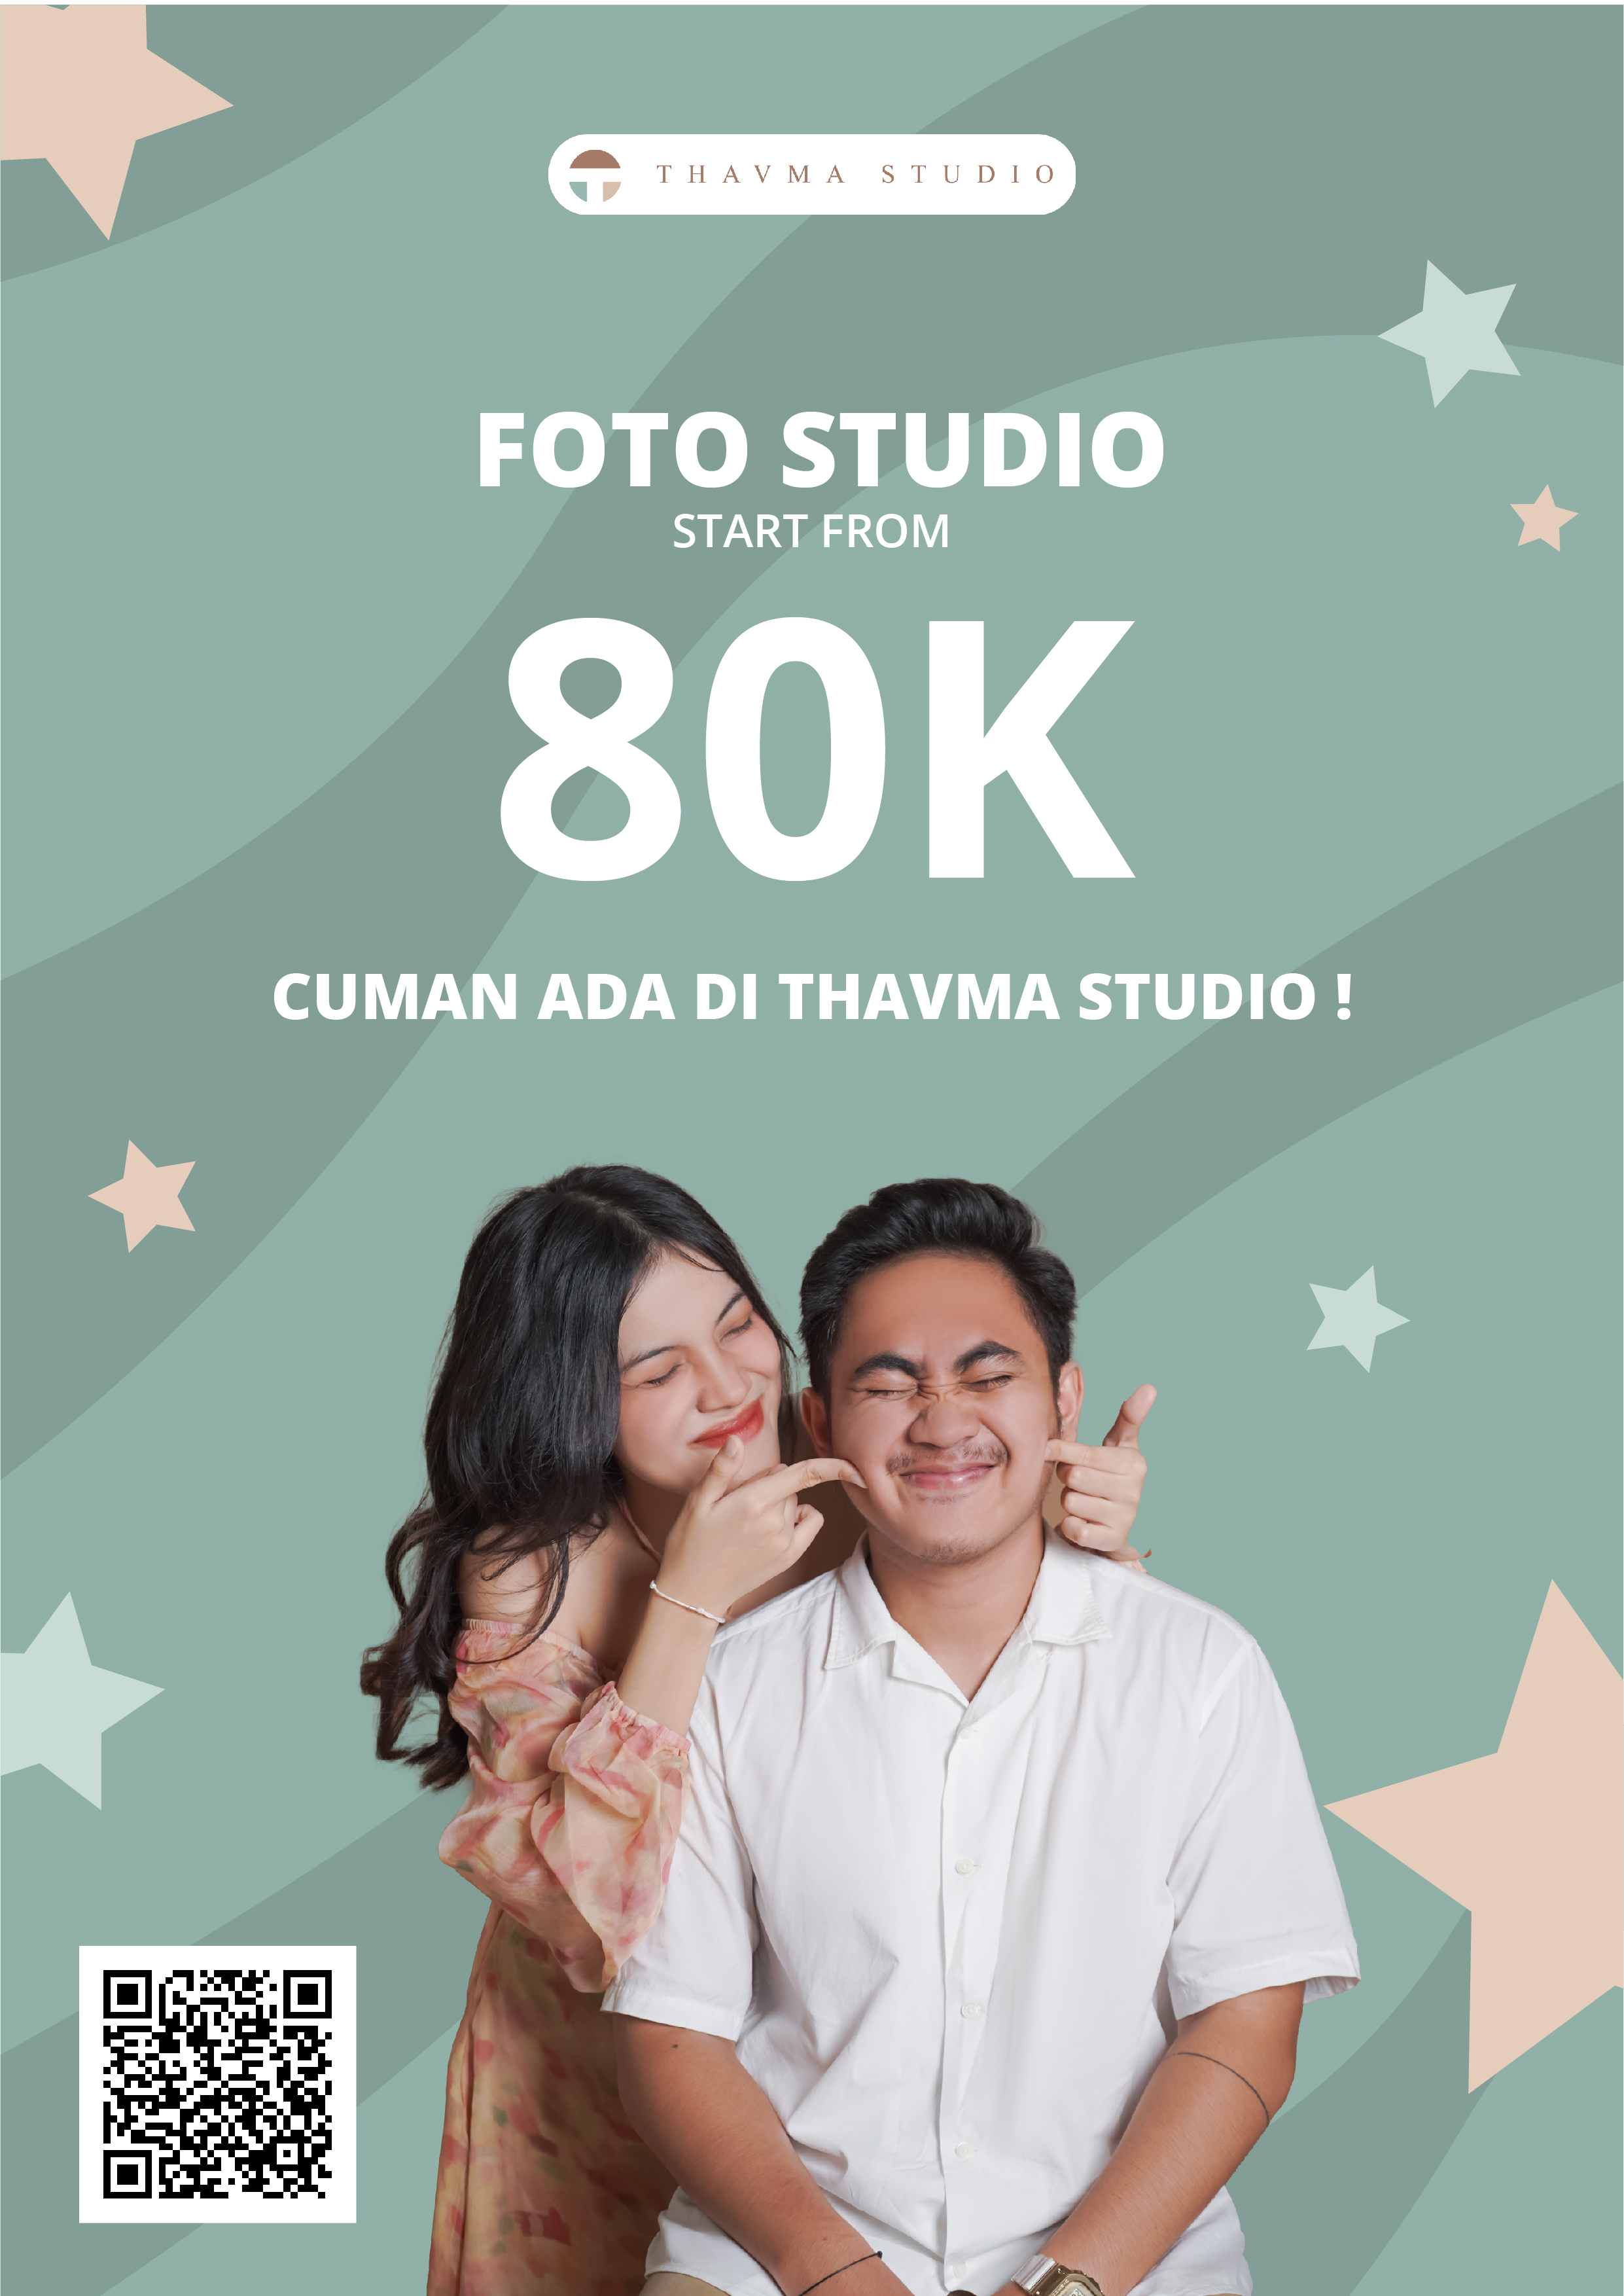 THAVMA STUDIO
FOTO STUDIO
START FROM
80K
CUMAN ADA DI THAVMA STUDIO !